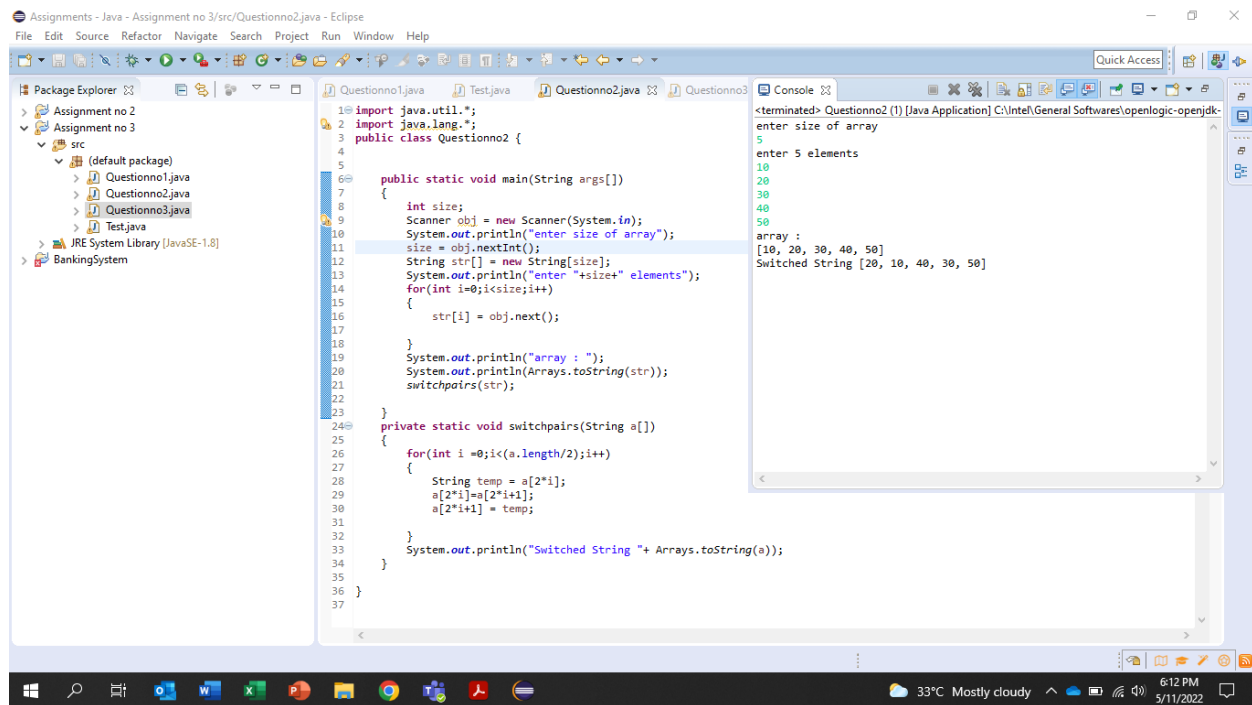 Assignments - Java - Assignment no 3/src/Questionno2.java - Eclipse
File Edit Source Refactor Navigate Search Project Run Window Help
Quick Access
Package Explorer
Assignment no 2
Assignment no 3
src
(default package)
Questionno1.java
Questionno2.java
Questionno3.java
Test.java
JRE System Library [JavaSE-1.8]
BankingSystem
Questionno1.java Test.java Questionno2.java Questionno3
1 import java.util.*;
2 import java.lang.*;
3 public class Questionno2 {
4
5
6 public static void main(String args[])
7 {
8 int size;
9 Scanner obj = new Scanner(System.in);
10 System.out.println("enter size of array");
11 size = obj.nextInt();
12 String str[] = new String[size];
13 System.out.println("enter "+size+" elements");
14 for(int i=0;i<size;i++)
15 {
16 str[i] = obj.next();
17
18 }
19 System.out.println("array : ");
20 System.out.println(Arrays.toString(str));
21 switchpairs(str);
22
23 }
24 private static void switchpairs(String a[])
25 {
26 for(int i =0;i<(a.length/2);i++)
27 {
28 String temp = a[2*i];
29 a[2*i]=a[2*i+1];
30 a[2*i+1] = temp;
31
32 }
33 System.out.println("Switched String "+ Arrays.toString(a));
34 }
35
36 }
37
Console
<terminated> Questionno2 (1) [Java Application] C:\Intel\General Softwares\openlogic-openjdk-
enter size of array
5
enter 5 elements
10
20
30
40
50
array :
[10, 20, 30, 40, 50]
Switched String [20, 10, 40, 30, 50]
33°C Mostly cloudy
6:12 PM
5/11/2022